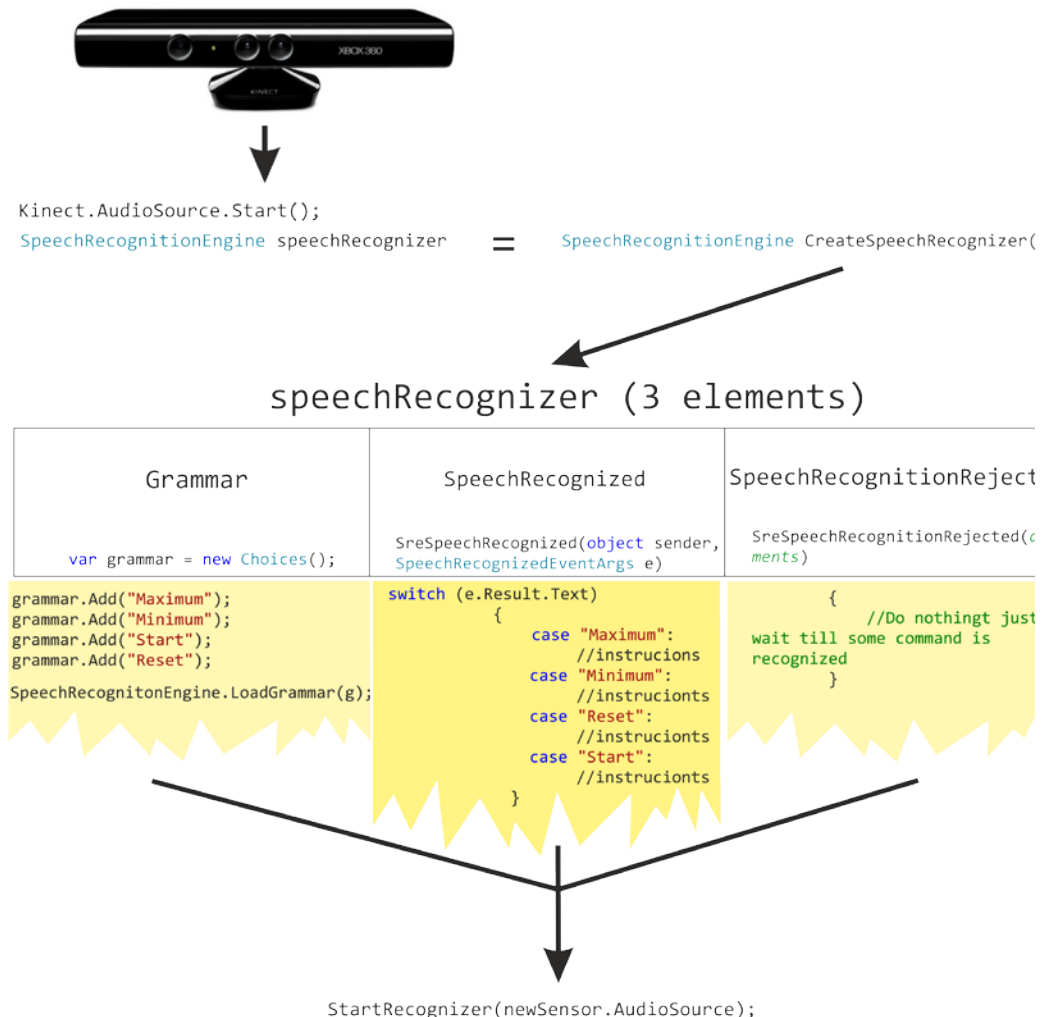 XBOX 360
KINECT
Kinect.AudioSource.Start();
SpeechRecognitionEngine speechRecognizer = SpeechRecognitionEngine CreateSpeechRecognizer(
speechRecognizer (3 elements)
Grammar
var grammar = new Choices();
SpeechRecognized
SreSpeechRecognized(object sender,
SpeechRecognizedEventArgs e)
SpeechRecognitionReject
SreSpeechRecognitionRejected(
ments)
grammar.Add("Maximum");
grammar.Add("Minimum");
grammar.Add("Start");
grammar.Add("Reset");
SpeechRecognitonEngine.LoadGrammar(g);
switch (e.Result.Text)
{
case "Maximum":
//instrucions
case "Minimum":
//instrucionts
case "Reset":
//instrucionts
case "Start":
//instrucionts
}
{
//Do nothingt just
wait till some command is
recognized
}
StartRecognizer(newSensor.AudioSource);